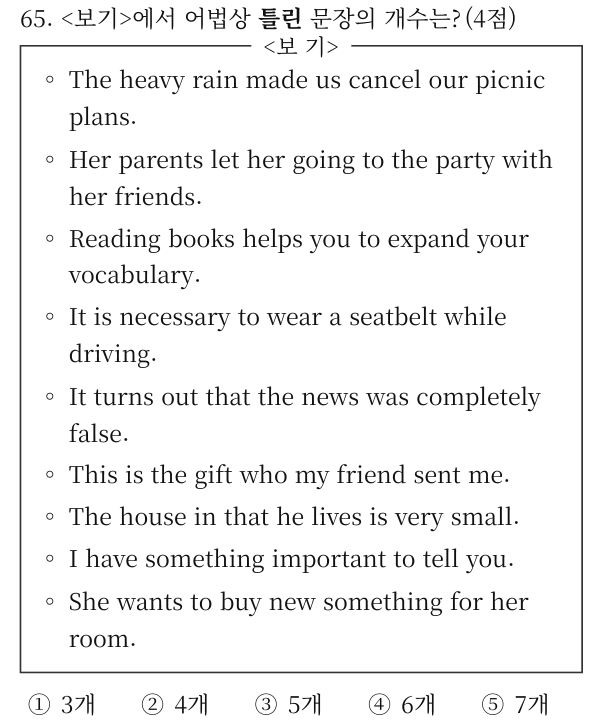 65. <보기>에서 어법상 틀린 문장의 개수는?(4점)
<보 기>
◦ The heavy rain made us cancel our picnic
plans.
◦ Her parents let her going to the party with
her friends.
◦ Reading books helps you to expand your
vocabulary.
◦ It is necessary to wear a seatbelt while
driving.
◦ It turns out that the news was completely
false.
◦ This is the gift who my friend sent me.
◦ The house in that he lives is very small.
◦ I have something important to tell you.
◦ She wants to buy new something for her
room.
① 3개 ② 4개 ③ 5개 ④ 6개 ⑤ 7개